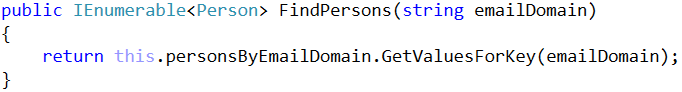 public IEnumerable<Person> FindPersons(string emailDomain)
{
    return this.personsByEmailDomain.GetValuesForKey(emailDomain);
}